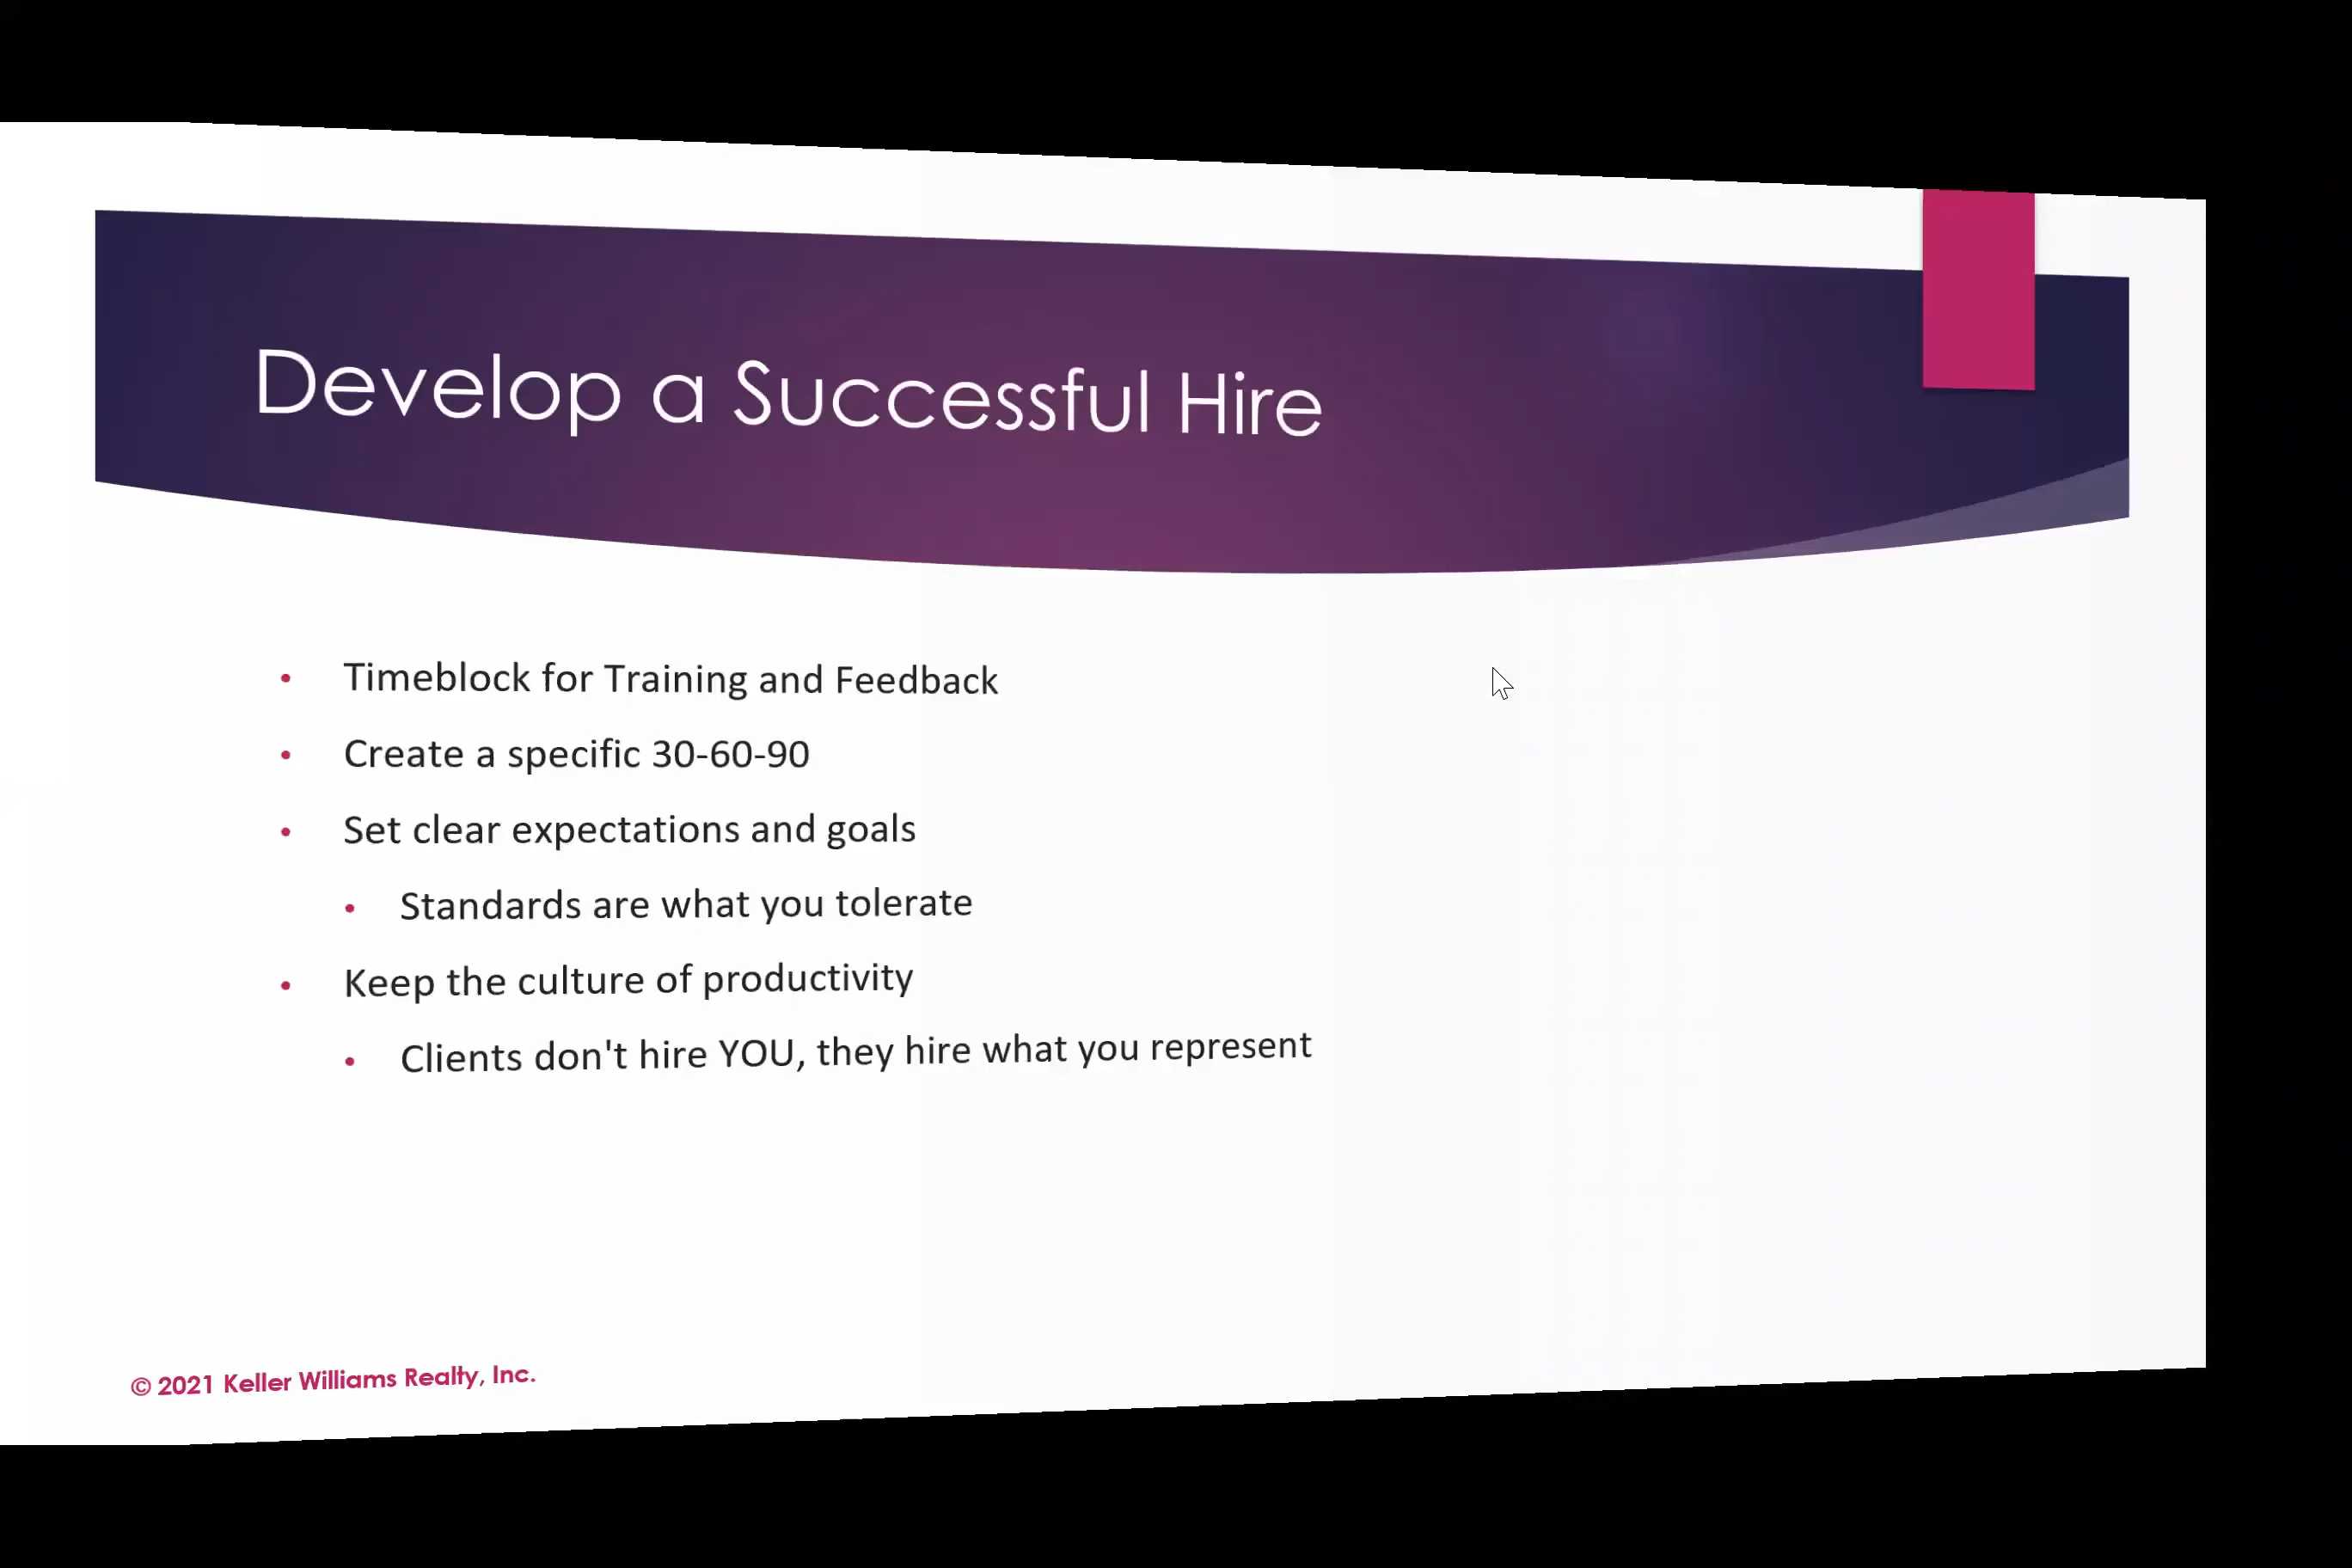 Develop a Successful Hire
• Timeblock for Training and Feedback
• Create a specific 30-60-90
• Set clear expectations and goals
• Standards are what you tolerate
• Keep the culture of productivity
• Clients don't hire YOU, they hire what you represent
© 2021 Keller Williams Realty, Inc.